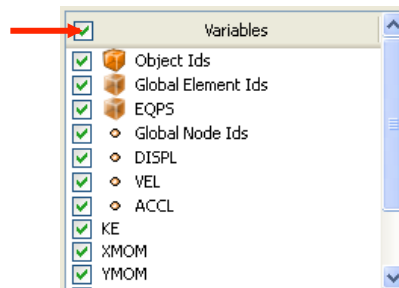 Variables
Object Ids
Global Element Ids
EQPS
Global Node Ids
DISPL
VEL
ACCL
KE
XMOM
YMOM